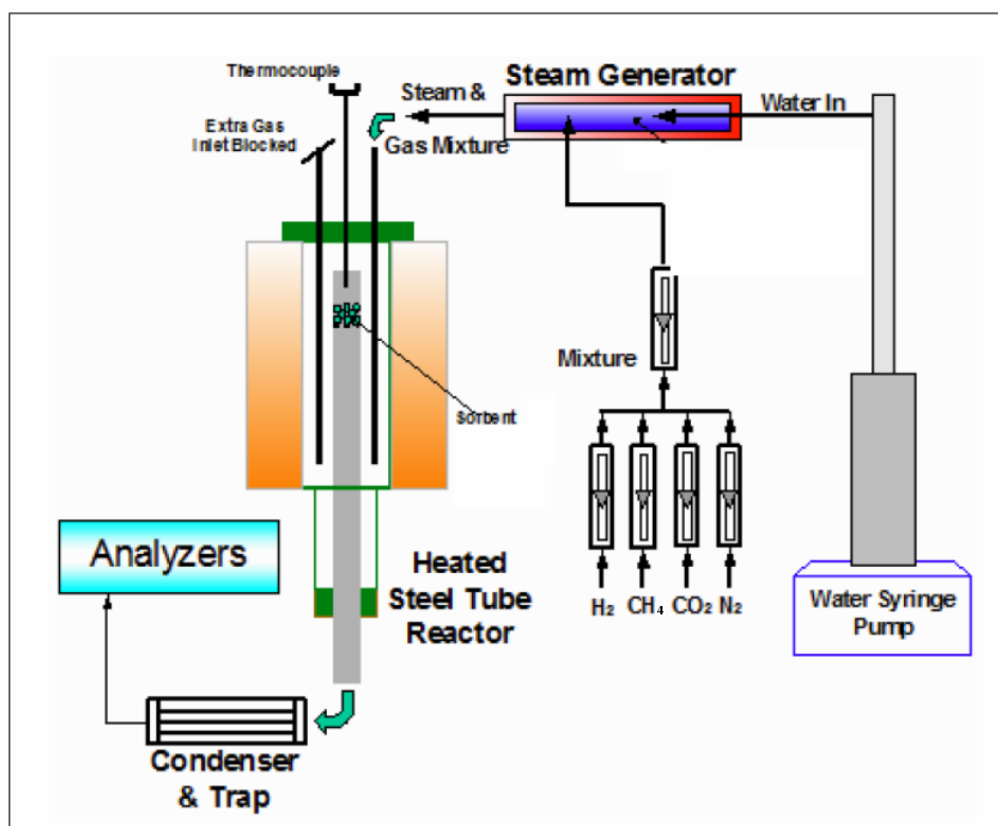 Thermocouple
Steam Generator
Steam &
Water In
Extra Gas
Inlet Blocked
Gas Mixture
Mixture
Sorbent
Analyzers
Heated
Steel Tube
Reactor
H₂ CH₄ CO₂ N₂
Water Syringe
Pump
Condenser
& Trap